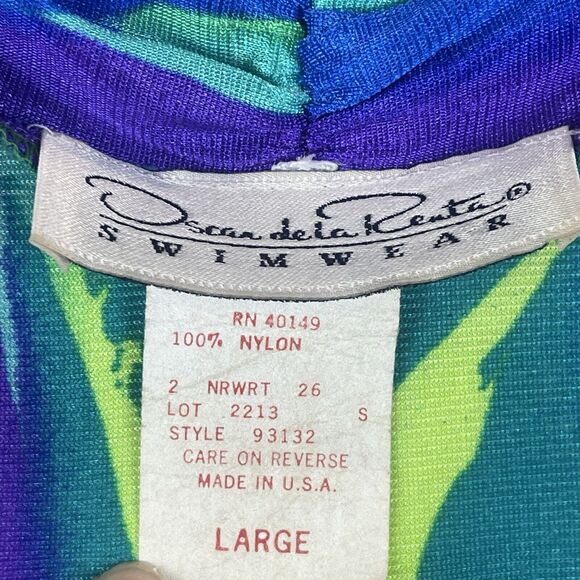 Oscar de la Renta®
SWIMWEAR
RN 40149
100% NYLON
2 NRWRT 26
LOT 2213 S
STYLE 93132
CARE ON REVERSE
MADE IN U.S.A.
LARGE